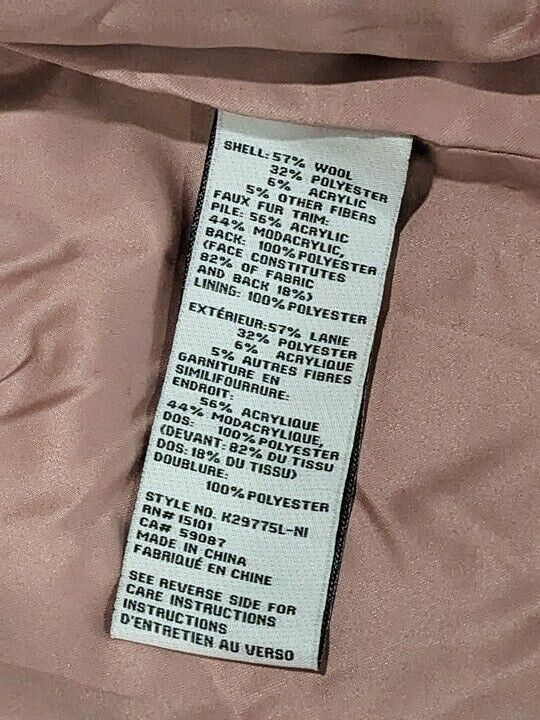 SHELL: 57% WOOL
32% POLYESTER
6% ACRYLIC
5% OTHER FIBERS
FAUX FUR TRIM:
PILE: 56% ACRYLIC
44% MODACRYLIC,
BACK: 100% POLYESTER
(FACE CONSTITUTES
82% OF FABRIC
AND BACK 18%)
LINING: 100% POLYESTER
EXTÉRIEUR: 57% LANIE
32% POLYESTER
6% ACRYLIQUE
5% AUTRES FIBRES
GARNITURE EN
SIMILIFOURRURE:
ENDROIT:
56% ACRYLIQUE
44% MODACRYLIQUE,
DOS: 100% POLYESTER
(DEVANT: 82% DU TISSU
DOS: 18% DU TISSU)
DOUBLURE:
100% POLYESTER
STYLE NO. K29775L-NI
RN# 15101
CA# 59087
MADE IN CHINA
FABRIQUÉ EN CHINE
SEE REVERSE SIDE FOR
CARE INSTRUCTIONS
INSTRUCTIONS
D'ENTRETIEN AU VERSO